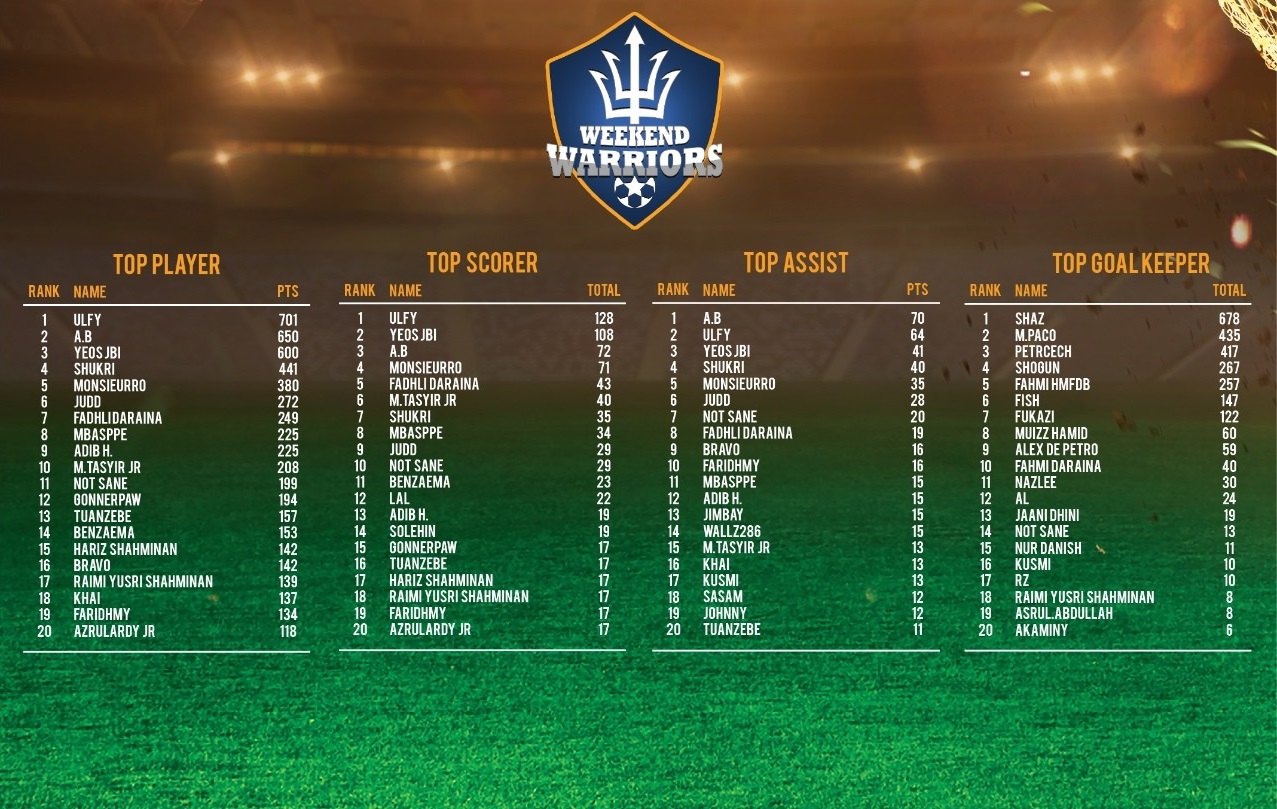 WEEKEND
WARRIORS
TOP PLAYER
RANK NAME PTS
1 ULFY 701
2 A.B 650
3 YEOSJBI 600
4 SHUKRI 441
5 MONSIEURRO 380
6 JUDD 272
7 FADHLIDARAINA 249
8 MBASPPE 225
9 ADIB H. 225
10 M.TASYIR JR 208
11 NOT SANE 199
12 GONNERPAW 194
13 TUANZEBE 157
14 BENZAEMA 153
15 HARIZ SHAHMINAN 142
16 BRAVO 142
17 RAIMI YUSRI SHAHMINAN 139
18 KHAI 137
19 FARIDHMY 134
20 AZRULARDY JR 118
TOP SCORER
RANK NAME TOTAL
1 ULFY 128
2 YEOSJBI 108
3 A.B 72
4 MONSIEURRO 71
5 FADHLI DARAINA 43
6 M.TASYIR JR 40
7 SHUKRI 35
8 MBASPPE 34
9 JUDD 29
10 NOT SANE 29
11 BENZAEMA 23
12 LAL 22
13 ADIB H. 19
14 SOLEHIN 19
15 GONNERPAW 17
16 TUANZEBE 17
17 HARIZ SHAHMINAN 17
18 RAIMI YUSRI SHAHMINAN 17
19 FARIDHMY 17
20 AZRULARDY JR 17
TOP ASSIST
RANK NAME PTS
1 A.B 70
2 ULFY 64
3 YEOSJBI 41
4 SHUKRI 40
5 MONSIEURRO 35
6 JUDD 28
7 NOT SANE 20
8 FADHLI DARAINA 19
9 BRAVO 16
10 FARIDHMY 16
11 MBASPPE 15
12 ADIB H. 15
13 JIMBAY 15
14 WALLZ286 15
15 M.TASYIR JR 13
16 KHAI 13
17 KUSMI 13
18 SASAM 12
19 JOHNNY 12
20 TUANZEBE 11
TOP GOAL KEEPER
RANK NAME TOTAL
1 SHAZ 678
2 M.PACO 435
3 PETRCECH 417
4 SHOGUN 267
5 FAHMI HMFDB 257
6 FISH 147
7 FUKAZI 122
8 MUIZZ HAMID 60
9 ALEX DE PETRO 59
10 FAHMI DARAINA 40
11 NAZLEE 30
12 AL 24
13 JAANI DHINI 19
14 NOT SANE 13
15 NUR DANISH 11
16 KUSMI 10
17 RZ 10
18 RAIMI YUSRI SHAHMINAN 8
19 ASRUL.ABDULLAH 8
20 AKAMINY 6